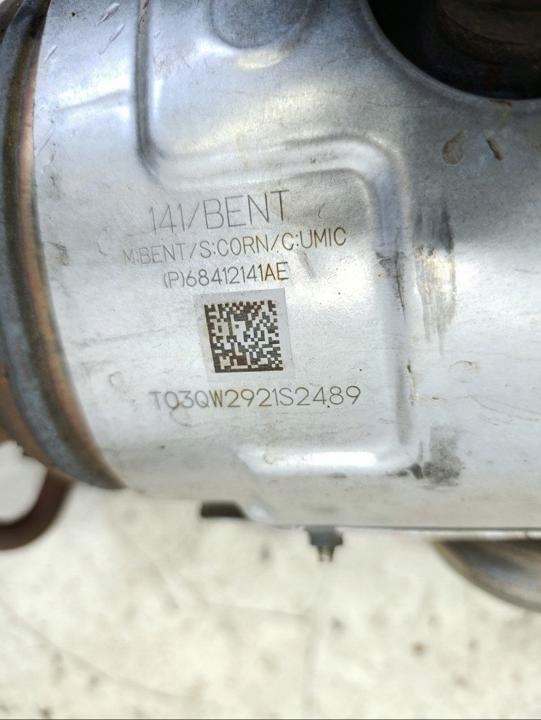 141/BENT
M:BENT/S:CORN/C:UMIC
(P)68412141AE
T03QW2921S2489